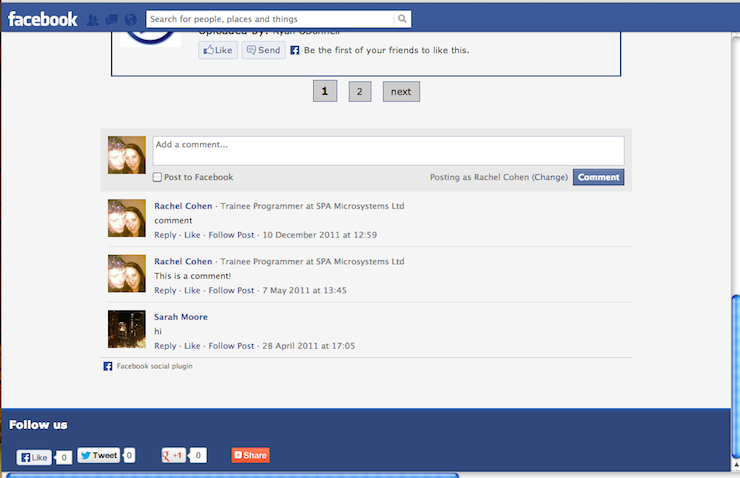 facebook
Search for people, places and things
Uploaded by: Ryan ODonnell
Like Send Be the first of your friends to like this.
1 2 next
Add a comment...
Post to Facebook Posting as Rachel Cohen (Change) Comment
Rachel Cohen · Trainee Programmer at SPA Microsystems Ltd
comment
Reply · Like · Follow Post · 10 December 2011 at 12:59
Rachel Cohen · Trainee Programmer at SPA Microsystems Ltd
This is a comment!
Reply · Like · Follow Post · 7 May 2011 at 13:45
Sarah Moore
hi
Reply · Like · Follow Post · 28 April 2011 at 17:05
Facebook social plugin
Follow us
Like 0 Tweet 0 g +1 0 Share